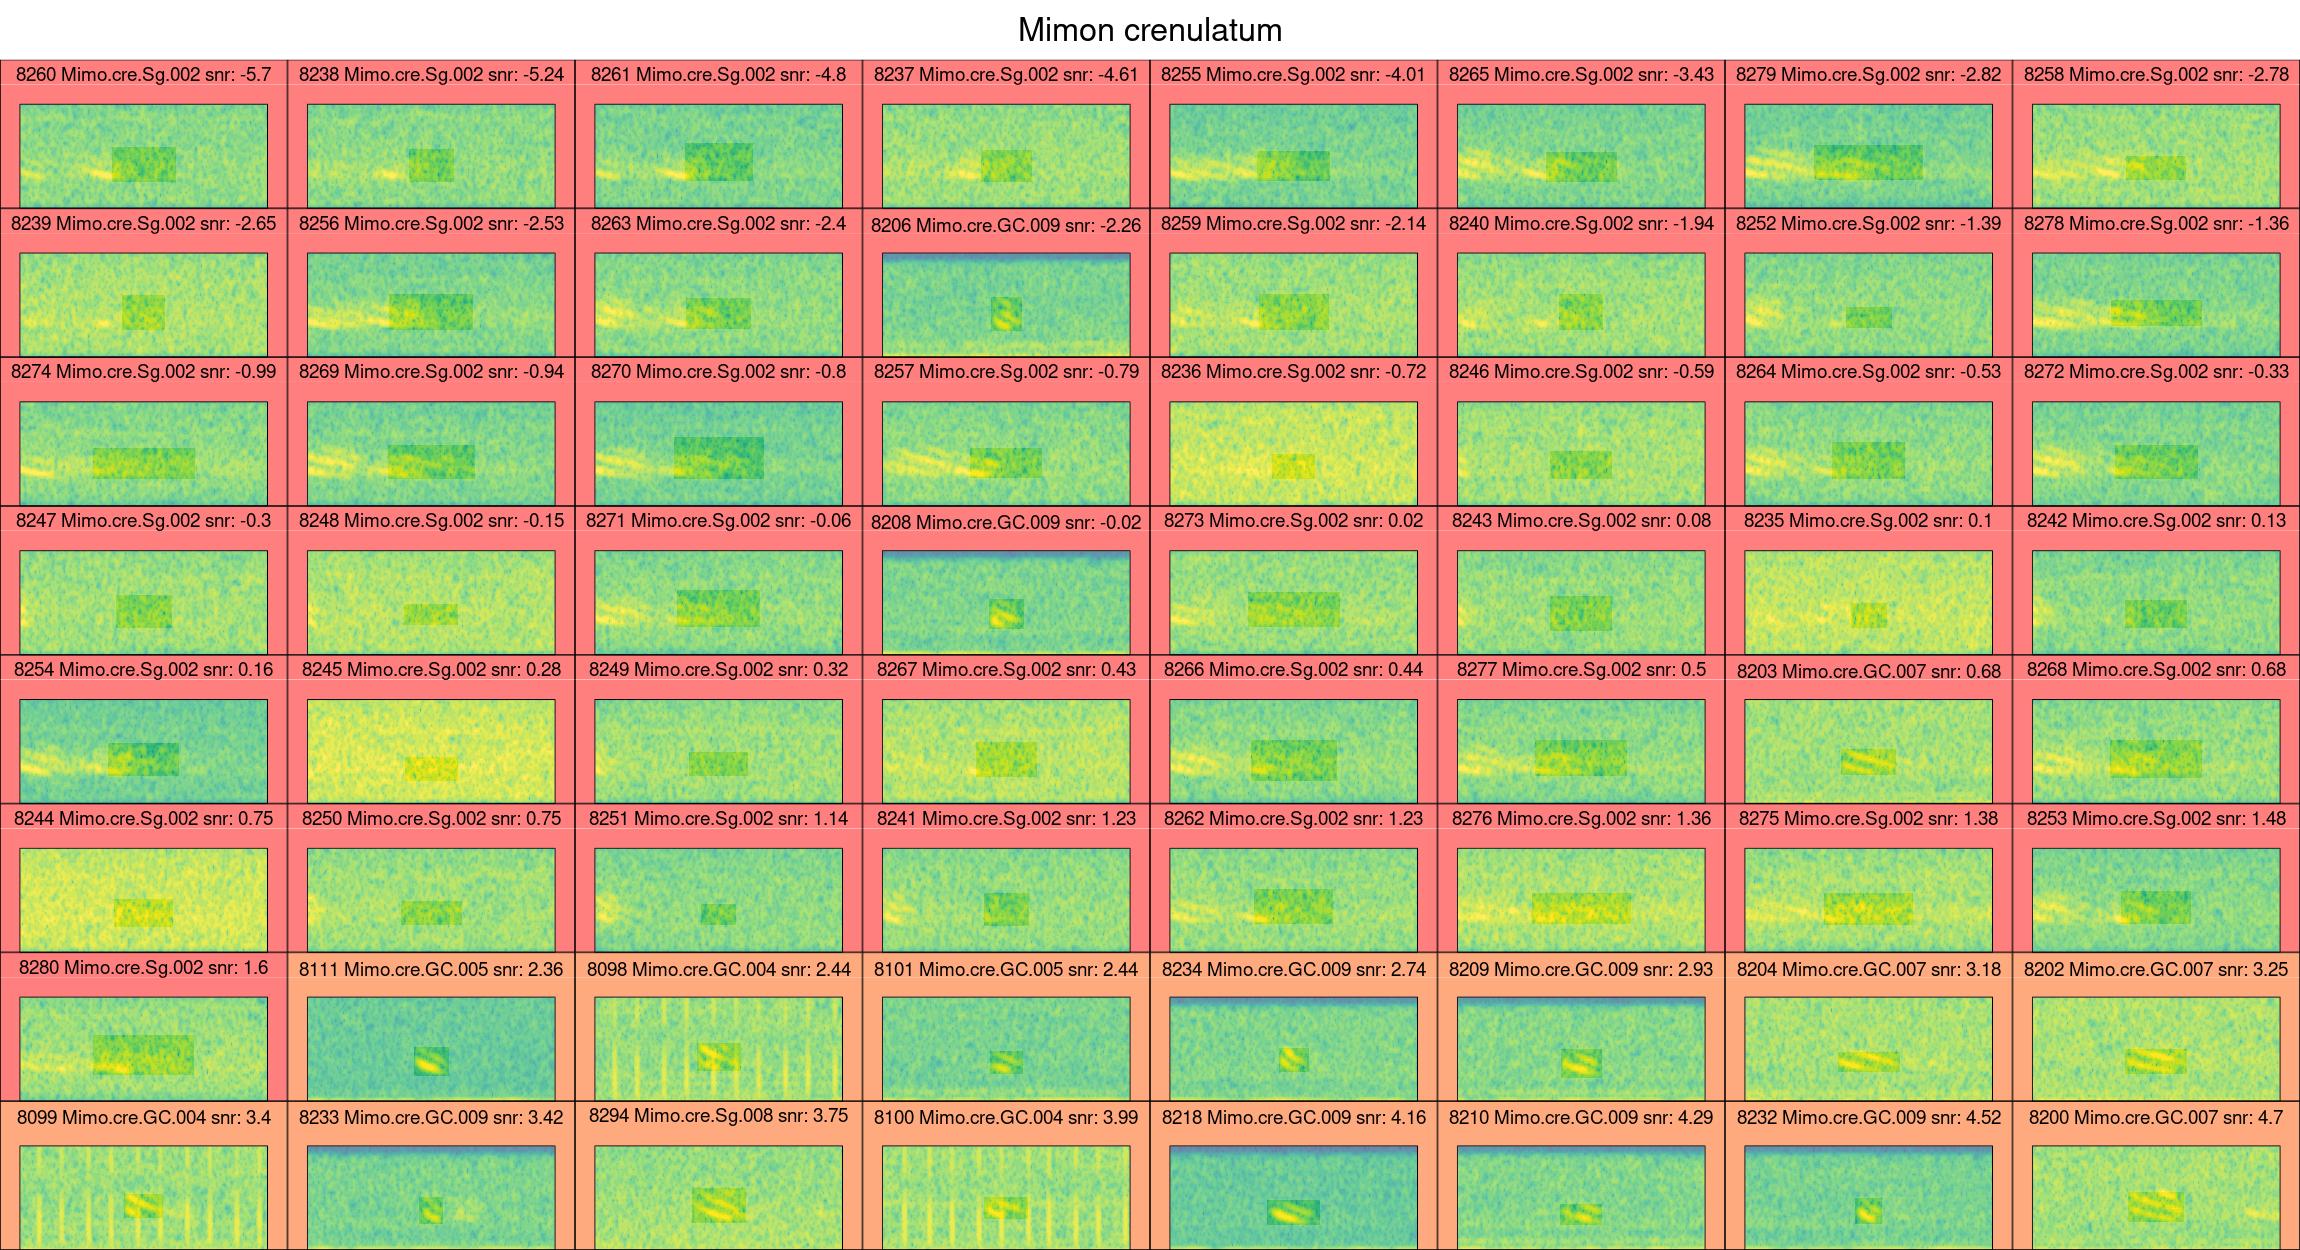 Mimon crenulatum
8260 Mimo.cre.Sg.002 snr: -5.7
8238 Mimo.cre.Sg.002 snr: -5.24
8261 Mimo.cre.Sg.002 snr: -4.8
8237 Mimo.cre.Sg.002 snr: -4.61
8255 Mimo.cre.Sg.002 snr: -4.01
8265 Mimo.cre.Sg.002 snr: -3.43
8279 Mimo.cre.Sg.002 snr: -2.82
8258 Mimo.cre.Sg.002 snr: -2.78
8239 Mimo.cre.Sg.002 snr: -2.65
8256 Mimo.cre.Sg.002 snr: -2.53
8263 Mimo.cre.Sg.002 snr: -2.4
8206 Mimo.cre.GC.009 snr: -2.26
8259 Mimo.cre.Sg.002 snr: -2.14
8240 Mimo.cre.Sg.002 snr: -1.94
8252 Mimo.cre.Sg.002 snr: -1.39
8278 Mimo.cre.Sg.002 snr: -1.36
8274 Mimo.cre.Sg.002 snr: -0.99
8269 Mimo.cre.Sg.002 snr: -0.94
8270 Mimo.cre.Sg.002 snr: -0.8
8257 Mimo.cre.Sg.002 snr: -0.79
8236 Mimo.cre.Sg.002 snr: -0.72
8246 Mimo.cre.Sg.002 snr: -0.59
8264 Mimo.cre.Sg.002 snr: -0.53
8272 Mimo.cre.Sg.002 snr: -0.33
8247 Mimo.cre.Sg.002 snr: -0.3
8248 Mimo.cre.Sg.002 snr: -0.15
8271 Mimo.cre.Sg.002 snr: -0.06
8208 Mimo.cre.GC.009 snr: -0.02
8273 Mimo.cre.Sg.002 snr: 0.02
8243 Mimo.cre.Sg.002 snr: 0.08
8235 Mimo.cre.Sg.002 snr: 0.1
8242 Mimo.cre.Sg.002 snr: 0.13
8254 Mimo.cre.Sg.002 snr: 0.16
8245 Mimo.cre.Sg.002 snr: 0.28
8249 Mimo.cre.Sg.002 snr: 0.32
8267 Mimo.cre.Sg.002 snr: 0.43
8266 Mimo.cre.Sg.002 snr: 0.44
8277 Mimo.cre.Sg.002 snr: 0.5
8203 Mimo.cre.GC.007 snr: 0.68
8268 Mimo.cre.Sg.002 snr: 0.68
8244 Mimo.cre.Sg.002 snr: 0.75
8250 Mimo.cre.Sg.002 snr: 0.75
8251 Mimo.cre.Sg.002 snr: 1.14
8241 Mimo.cre.Sg.002 snr: 1.23
8262 Mimo.cre.Sg.002 snr: 1.23
8276 Mimo.cre.Sg.002 snr: 1.36
8275 Mimo.cre.Sg.002 snr: 1.38
8253 Mimo.cre.Sg.002 snr: 1.48
8280 Mimo.cre.Sg.002 snr: 1.6
8111 Mimo.cre.GC.005 snr: 2.36
8098 Mimo.cre.GC.004 snr: 2.44
8101 Mimo.cre.GC.005 snr: 2.44
8234 Mimo.cre.GC.009 snr: 2.74
8209 Mimo.cre.GC.009 snr: 2.93
8204 Mimo.cre.GC.007 snr: 3.18
8202 Mimo.cre.GC.007 snr: 3.25
8099 Mimo.cre.GC.004 snr: 3.4
8233 Mimo.cre.GC.009 snr: 3.42
8294 Mimo.cre.Sg.008 snr: 3.75
8100 Mimo.cre.GC.004 snr: 3.99
8218 Mimo.cre.GC.009 snr: 4.16
8210 Mimo.cre.GC.009 snr: 4.29
8232 Mimo.cre.GC.009 snr: 4.52
8200 Mimo.cre.GC.007 snr: 4.7